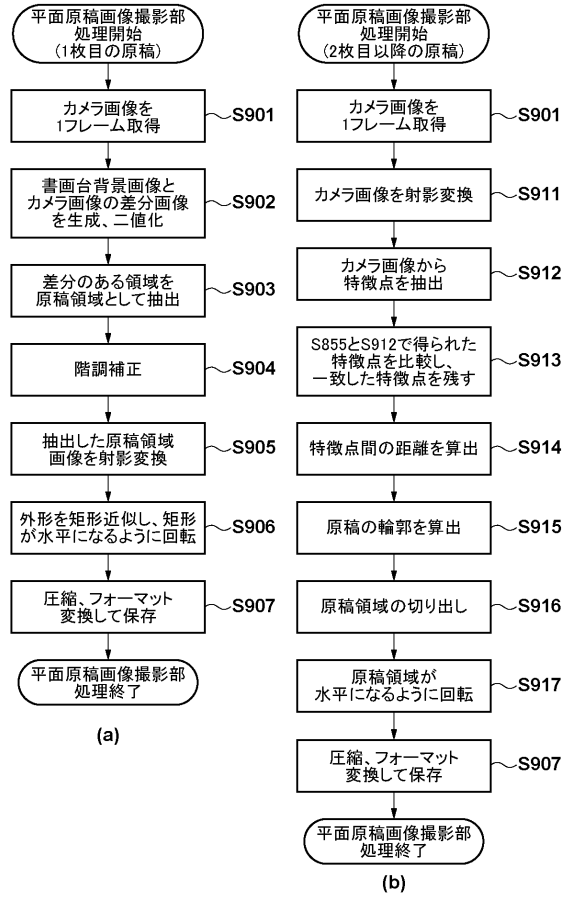 平面原稿画像撮影部
処理開始
(1枚目の原稿)
カメラ画像を
1フレーム取得
S901
書画台背景画像と
カメラ画像の差分画像
を生成、二値化
S902
差分のある領域を
原稿領域として抽出
S903
階調補正
S904
抽出した原稿領域
画像を射影変換
S905
外形を矩形近似し、矩形
が水平になるように回転
S906
圧縮、フォーマット
変換して保存
S907
平面原稿画像撮影部
処理終了
(a)
平面原稿画像撮影部
処理開始
(2枚目以降の原稿)
カメラ画像を
1フレーム取得
S901
カメラ画像を射影変換
S911
カメラ画像から
特徴点を抽出
S912
S855とS912で得られた
特徴点を比較し、
一致した特徴点を残す
S913
特徴点間の距離を算出
S914
原稿の輪郭を算出
S915
原稿領域の切り出し
S916
原稿領域が
水平になるように回転
S917
圧縮、フォーマット
変換して保存
S907
平面原稿画像撮影部
処理終了
(b)